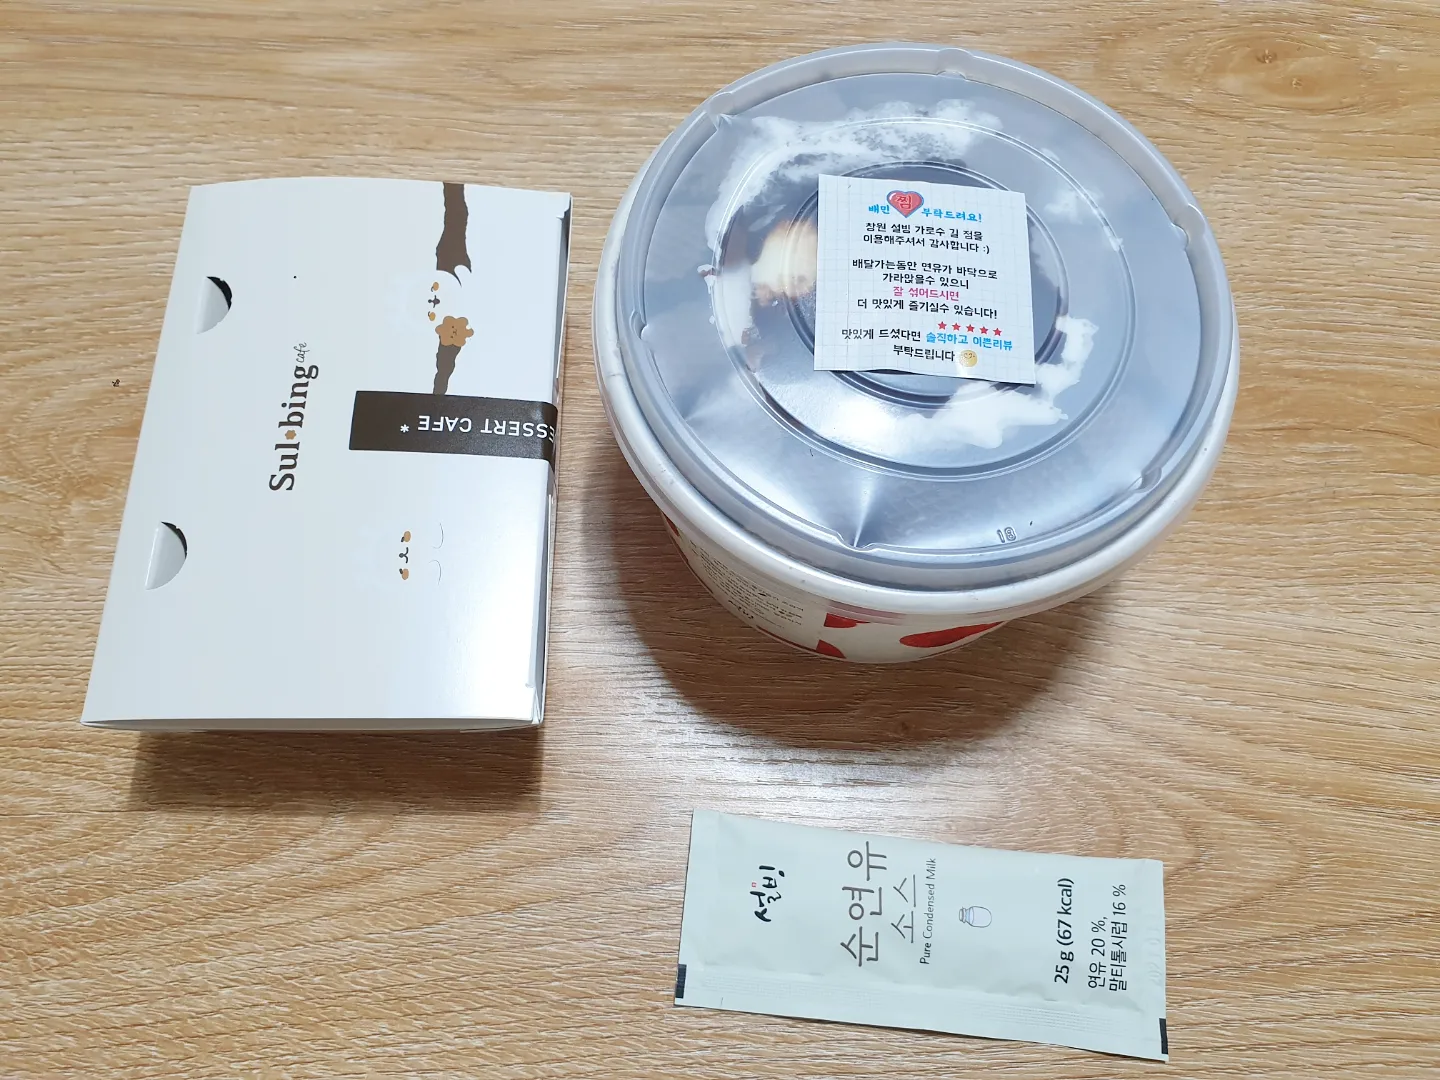 Sul·bing cafe
DESSERT CAFE *
배민 찜 부탁드려요!
창원 설빙 가로수 길 점을
이용해주셔서 감사합니다 :)
배달가는동안 연유가 바닥으로
가라앉을수 있으니
잘 섞어드시면
더 맛있게 즐기실수 있습니다!
★★★★★
맛있게 드셨다면 솔직하고 이쁜리뷰
부탁드립니다
18
설빙
순연유
소스
Pure Condensed Milk
25 g (67 kcal)
연유 20 %,
말티톨시럽 16 %